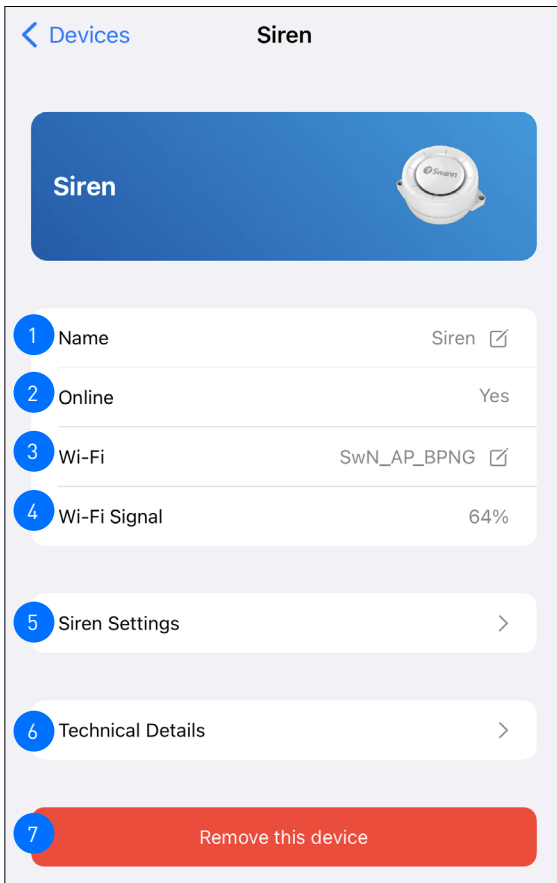 Devices Siren
Siren
Swann
1 Name Siren
2 Online Yes
3 Wi-Fi SwN_AP_BPNG
4 Wi-Fi Signal 64%
5 Siren Settings
6 Technical Details
7 Remove this device